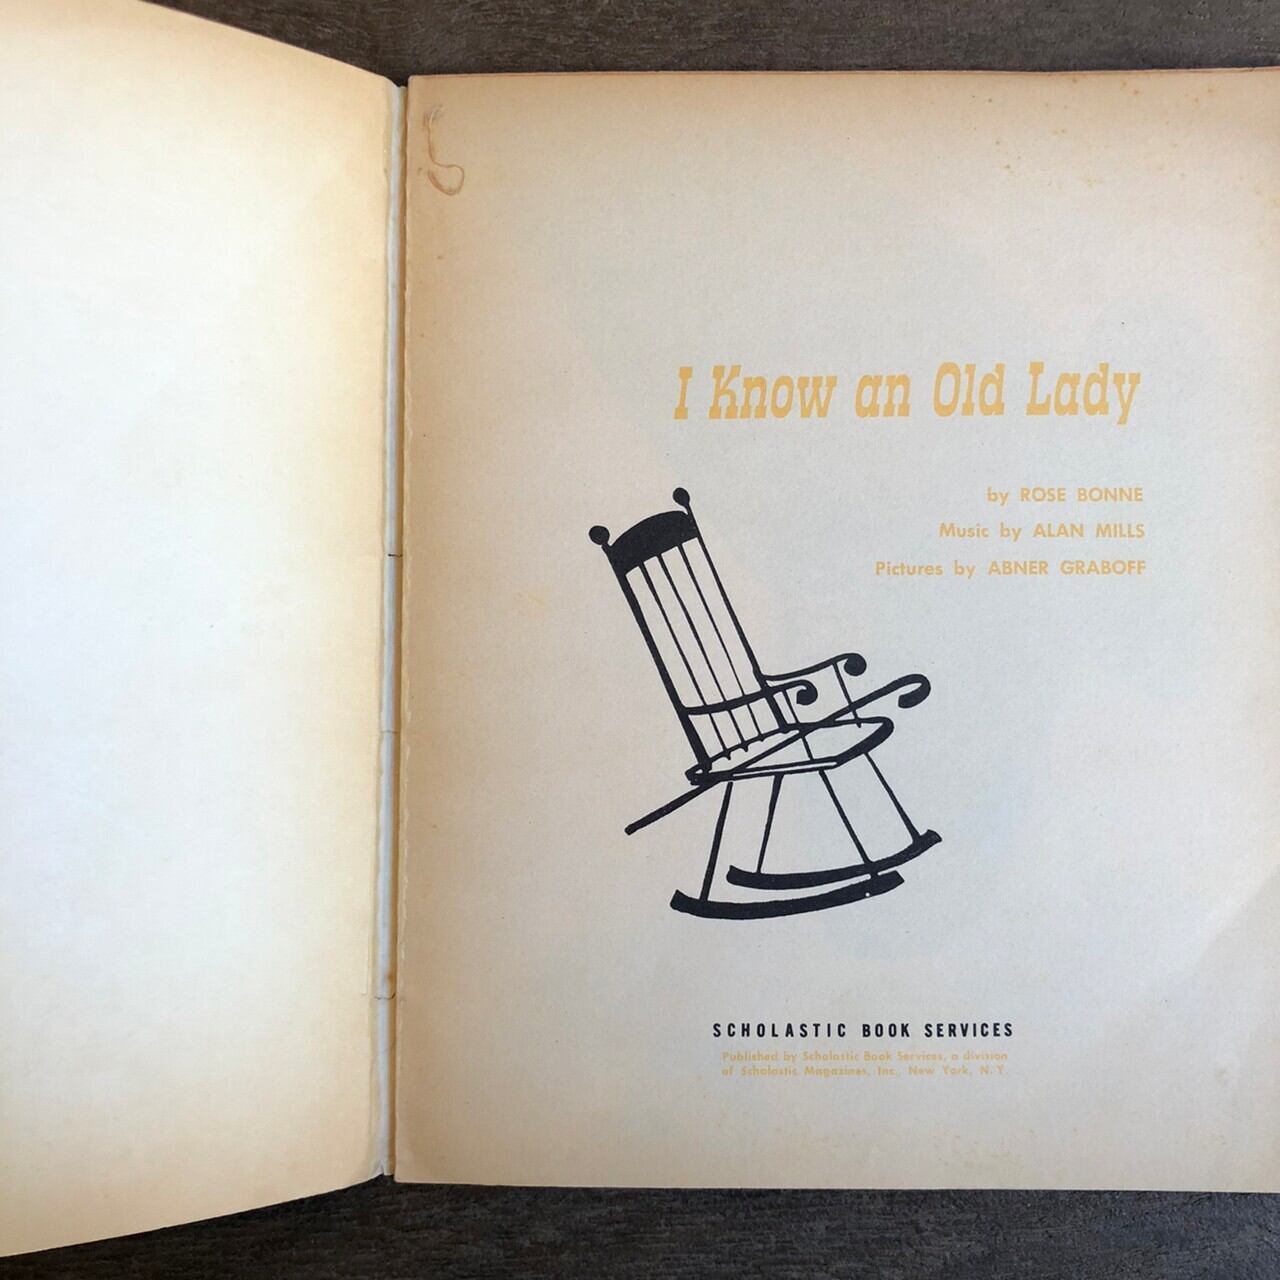 I Know an Old Lady
by ROSE BONNE
Music by ALAN MILLS
Pictures by ABNER GRABOFF
SCHOLASTIC BOOK SERVICES
Published by Scholastic Book Services, a division
of Scholastic Magazines, Inc., New York, N.Y.